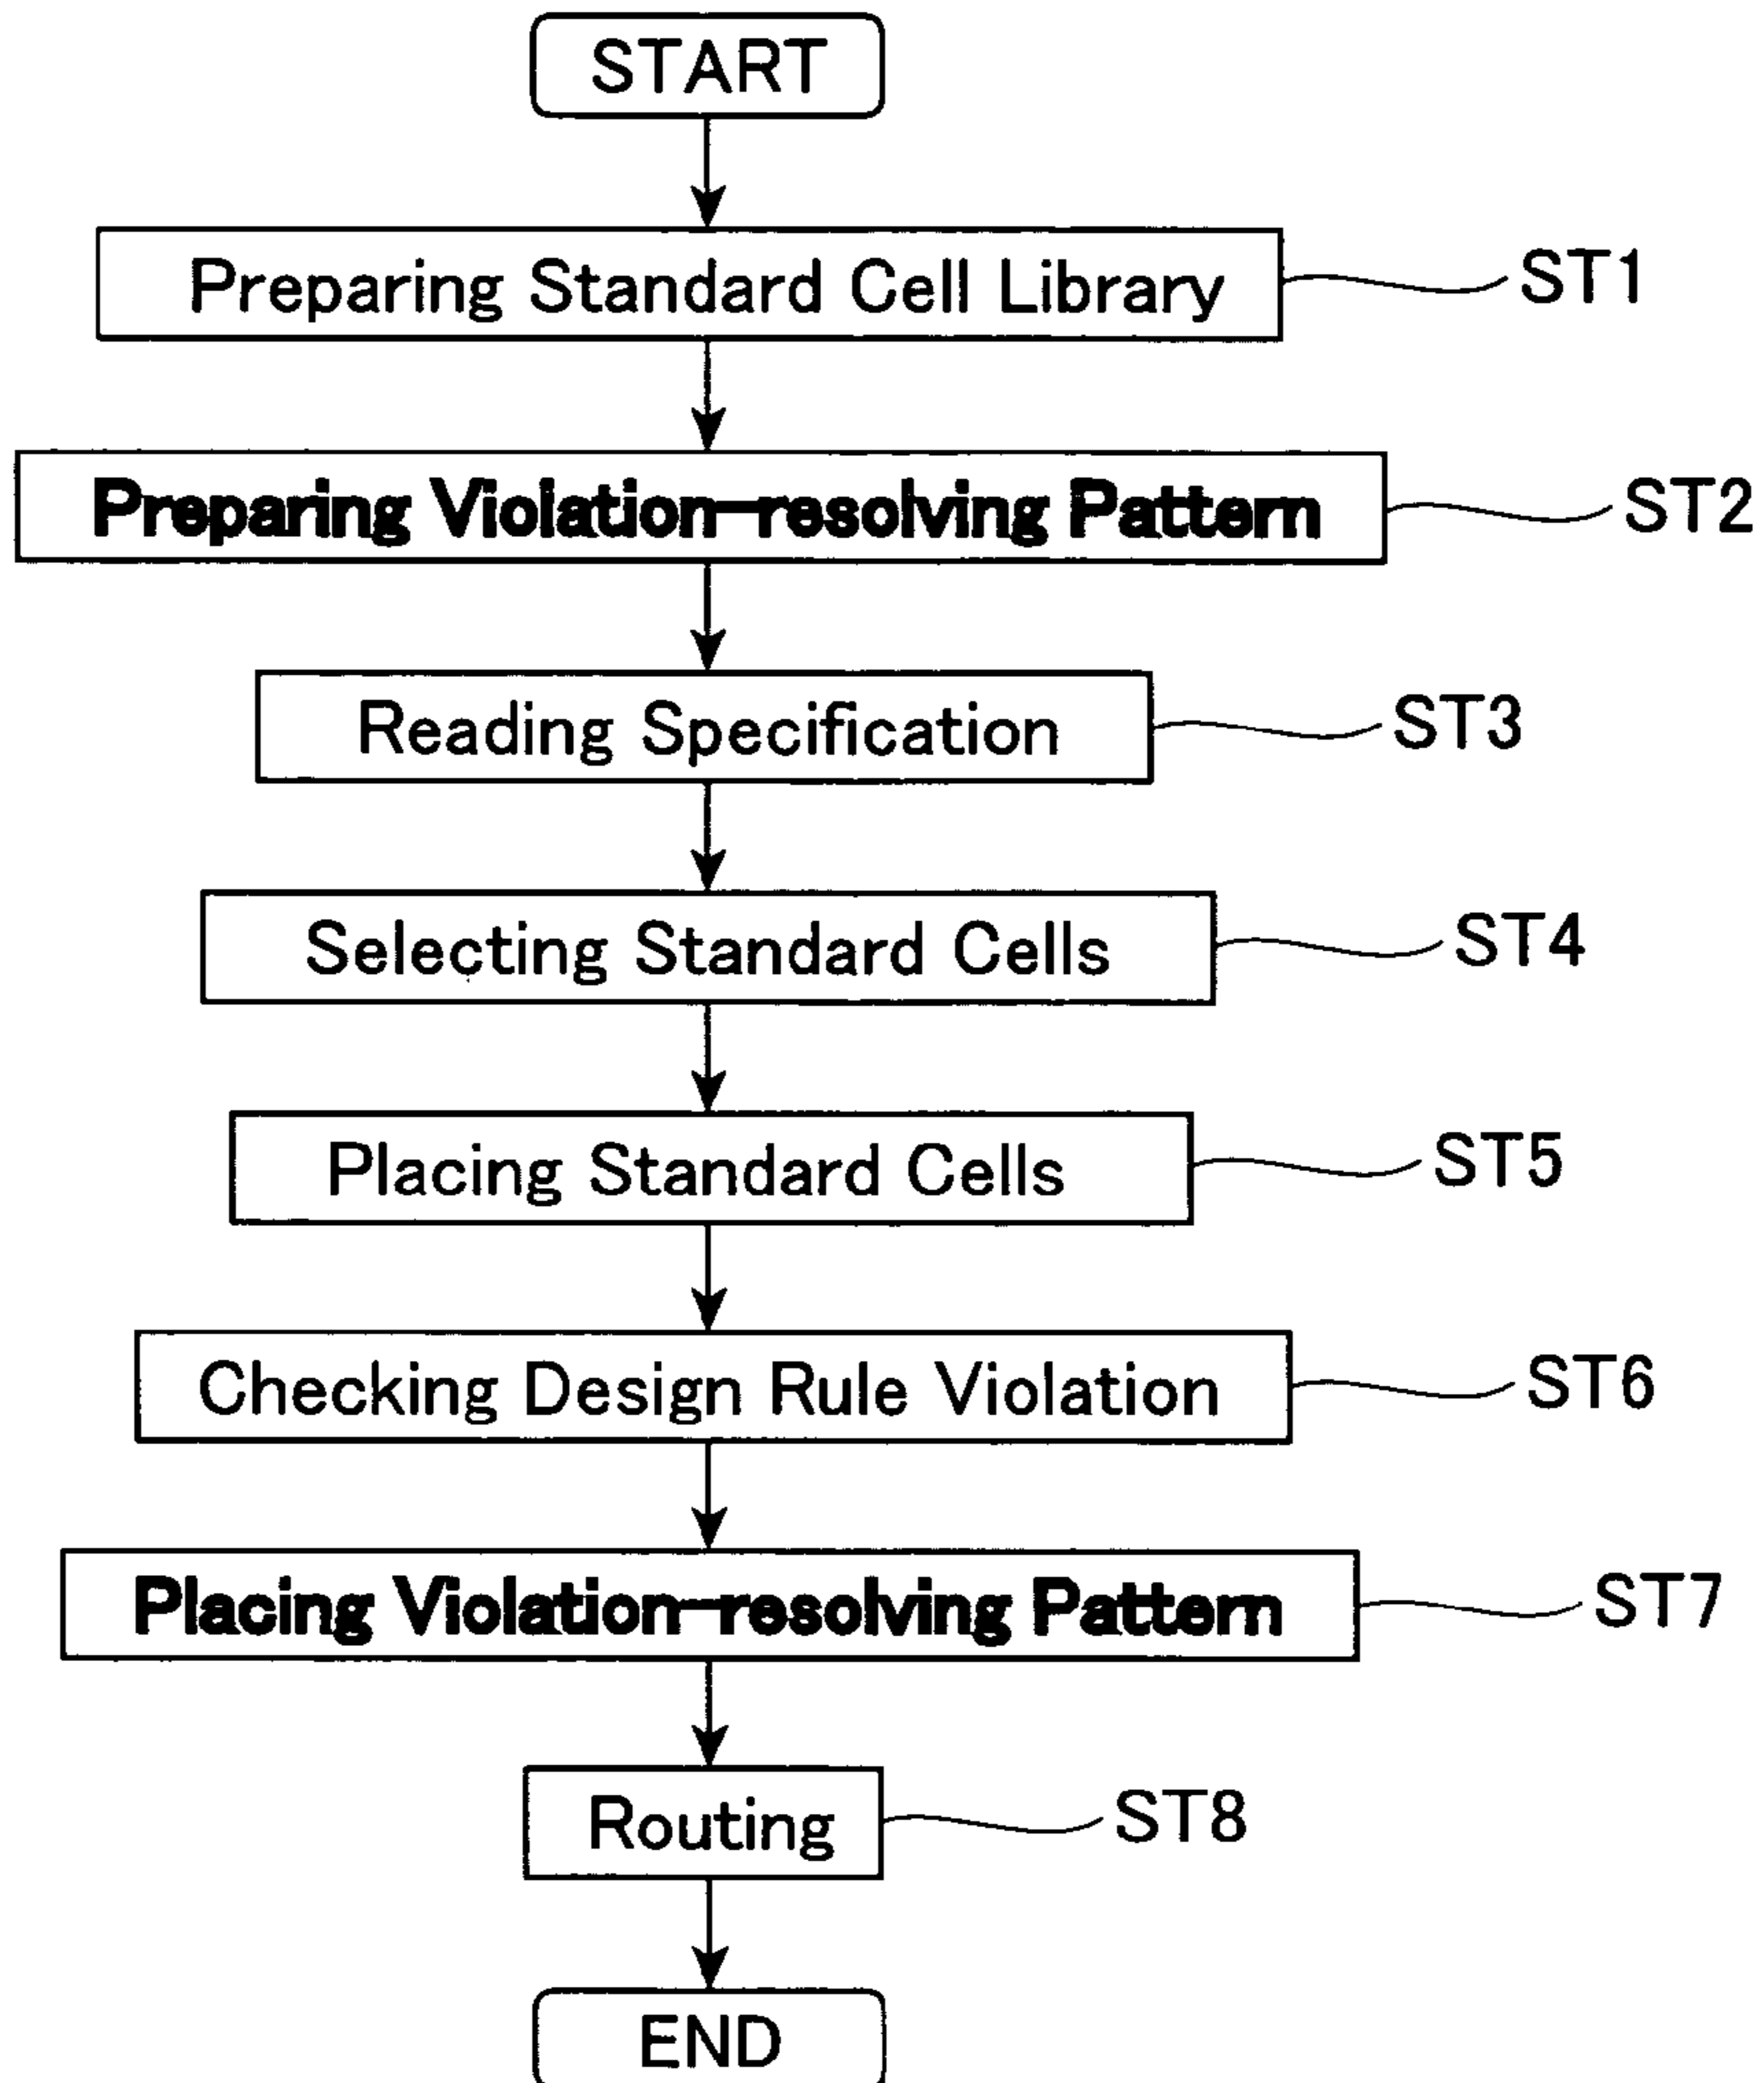 START
Preparing Standard Cell Library ST1
Preparing Violation-resolving Pattern ST2
Reading Specification ST3
Selecting Standard Cells ST4
Placing Standard Cells ST5
Checking Design Rule Violation ST6
Placing Violation-resolving Pattern ST7
Routing ST8
END